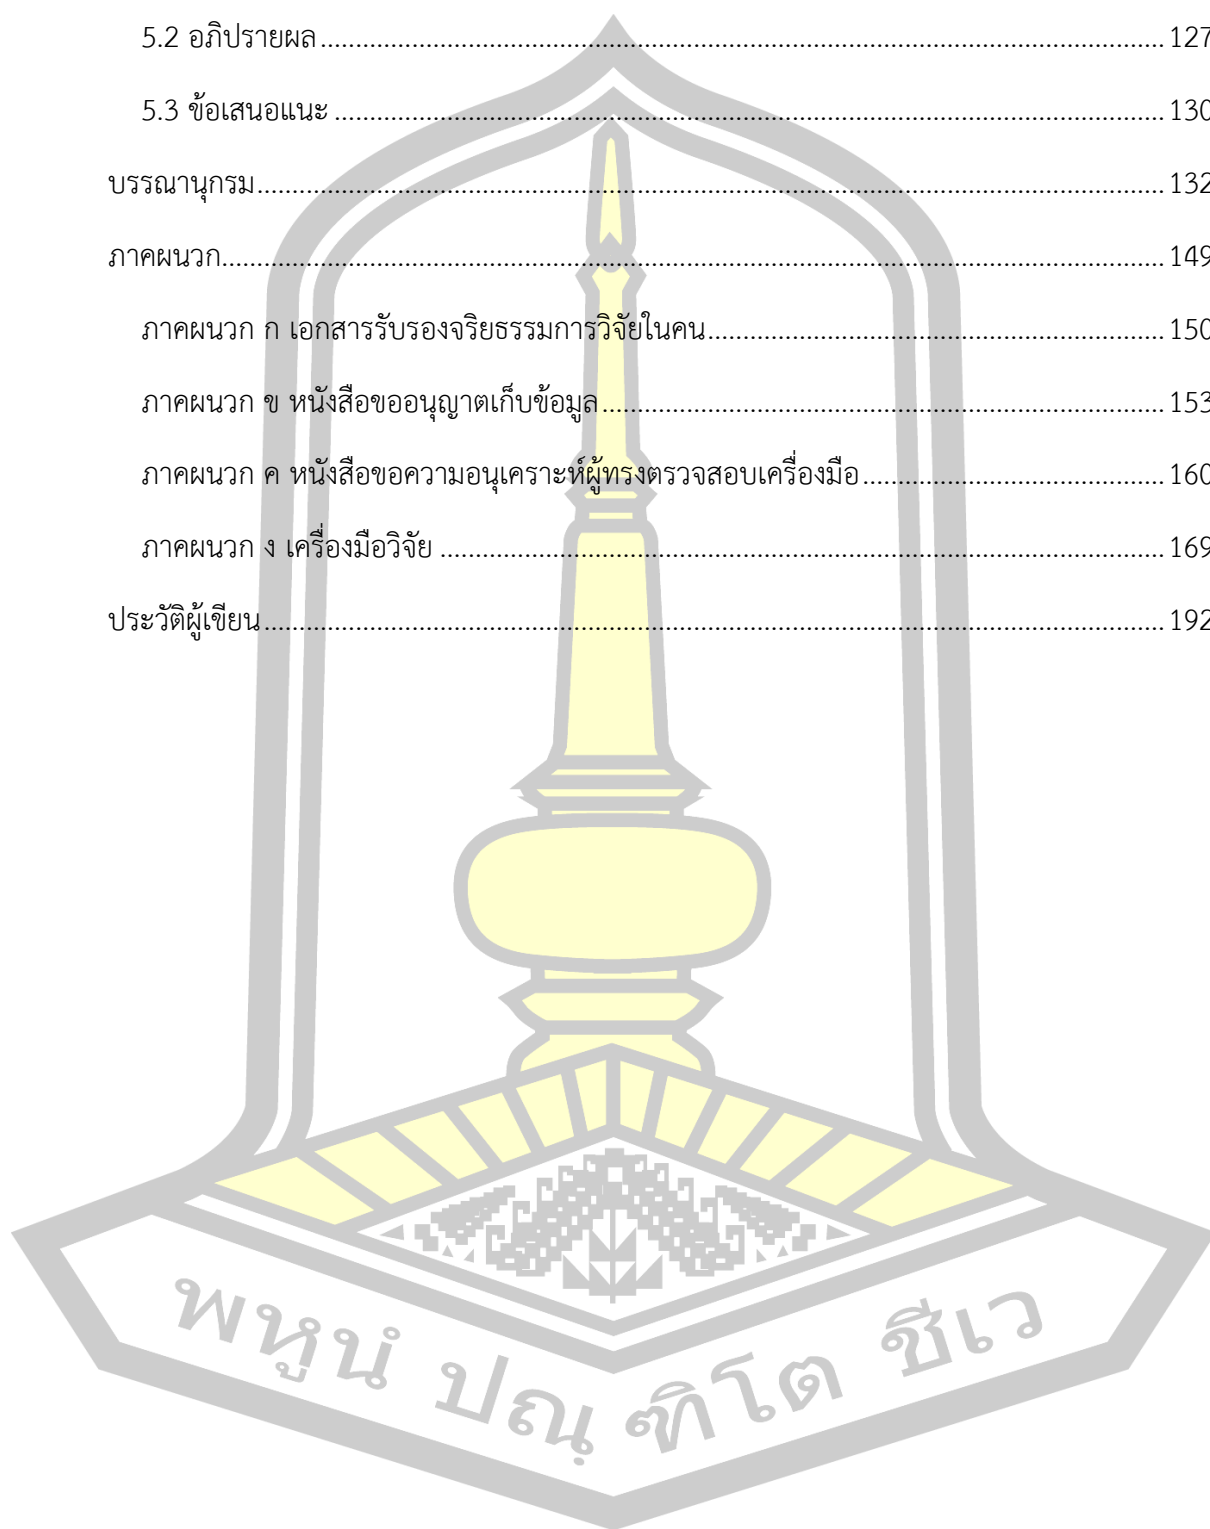 5.2 อภิปรายผล 127
5.3 ข้อเสนอแนะ 130
บรรณานุกรม 132
ภาคผนวก 149
ภาคผนวก ก เอกสารรับรองจริยธรรมการวิจัยในคน 150
ภาคผนวก ข หนังสือขออนุญาตเก็บข้อมูล 153
ภาคผนวก ค หนังสือขอความอนุเคราะห์ผู้ทรงตรวจสอบเครื่องมือ 160
ภาคผนวก ง เครื่องมือวิจัย 169
ประวัติผู้เขียน 192
พหูนํ ปณฺฑิโต ชีเว